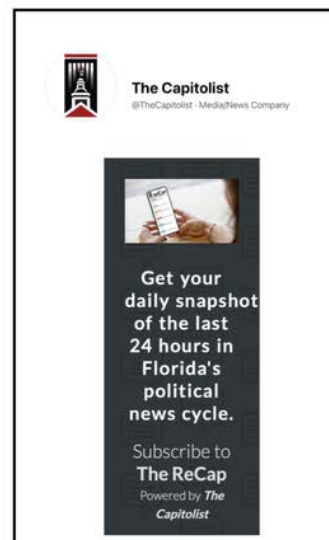 The Capitolist
@TheCapitolist · Media/News Company
ReCap
Get your
daily snapshot
of the last
24 hours in
Florida's
political
news cycle.
Subscribe to
The ReCap
Powered by The
Capitolist